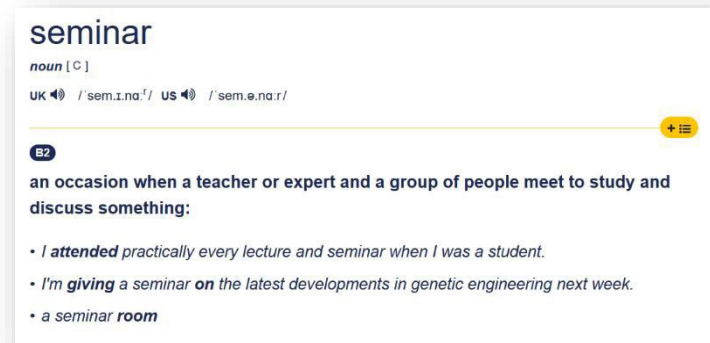 seminar
noun [ C ]
UK /ˈsem.ɪ.nɑːʳ/ US /ˈsem.ə.nɑːr/
+
B2
an occasion when a teacher or expert and a group of people meet to study and
discuss something:
• I attended practically every lecture and seminar when I was a student.
• I'm giving a seminar on the latest developments in genetic engineering next week.
• a seminar room